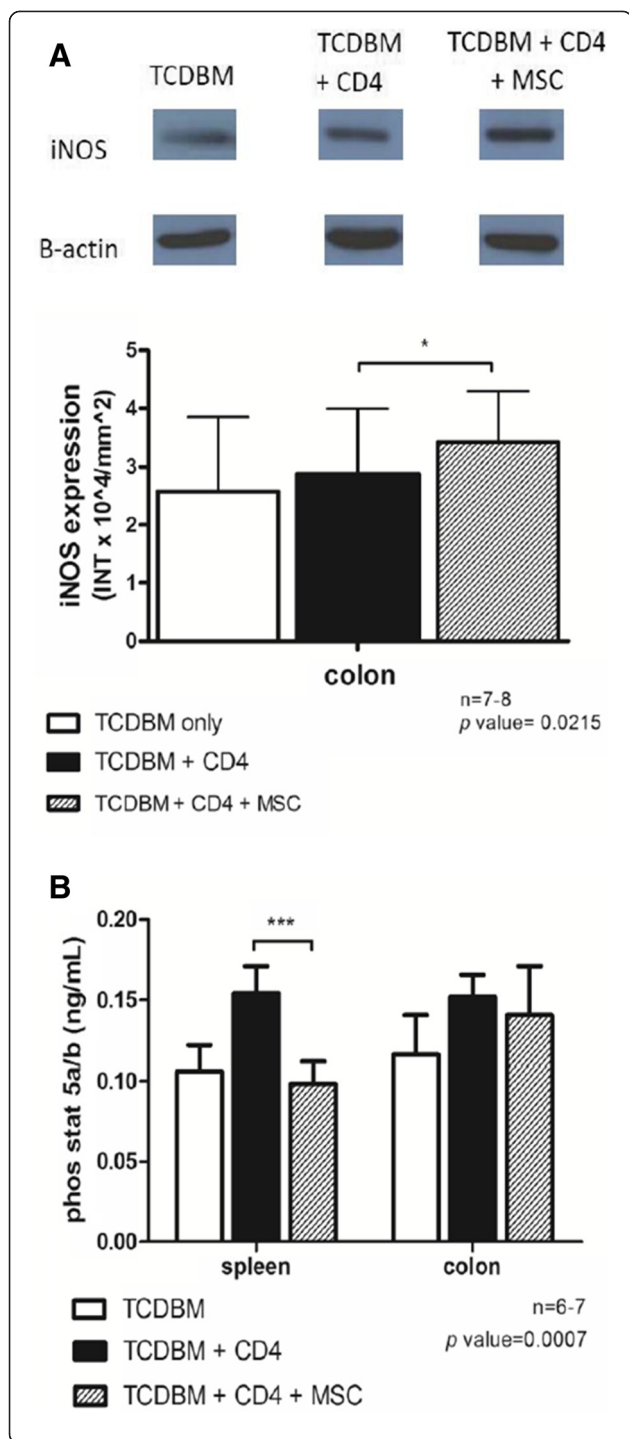 A
TCDBM
TCDBM
+ CD4
TCDBM + CD4
+ MSC
iNOS
B-actin
iNOS expression
(INT x 10^4/mm^2)
5
4
3
2
1
0
*
colon
n=7-8
p value= 0.0215
TCDBM only
TCDBM + CD4
TCDBM + CD4 + MSC
B
phos stat 5a/b (ng/mL)
0.20
0.15
0.10
0.05
0.00
***
spleen
colon
TCDBM
TCDBM + CD4
TCDBM + CD4 + MSC
n=6-7
p value=0.0007